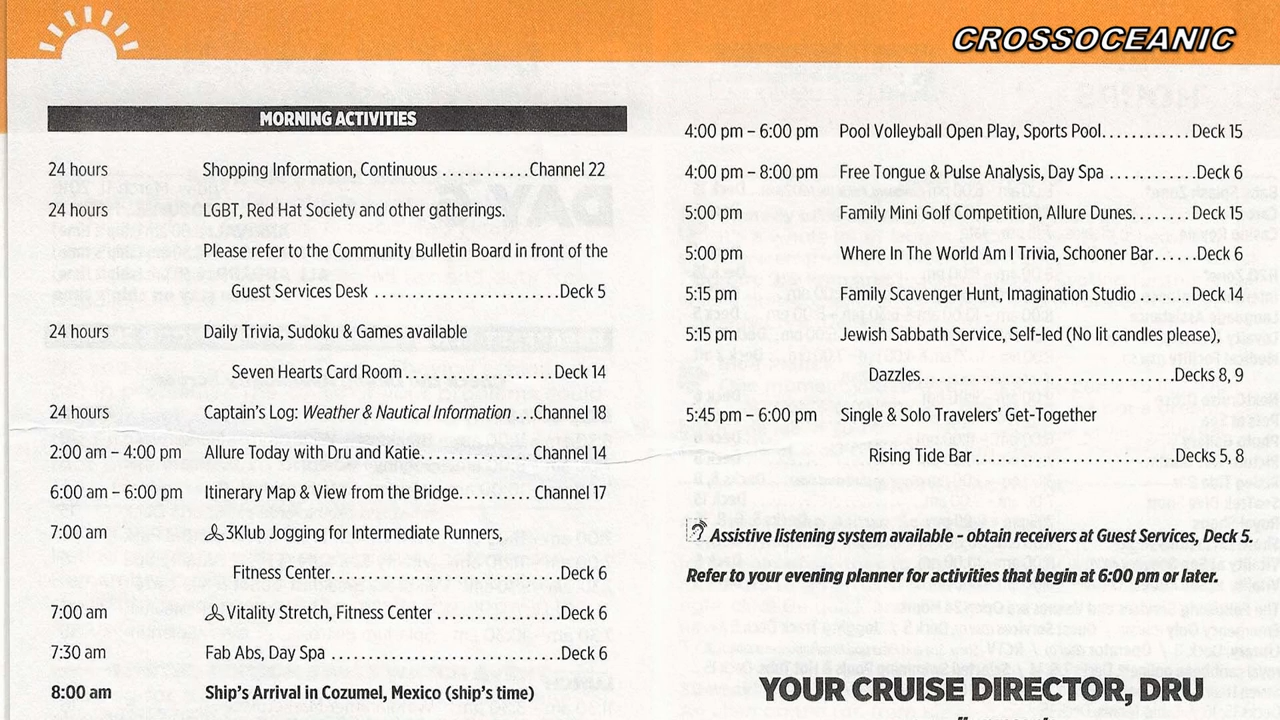 CROSSOCEANIC
MORNING ACTIVITIES
24 hours Shopping Information, Continuous ...........Channel 22
24 hours LGBT, Red Hat Society and other gatherings.
Please refer to the Community Bulletin Board in front of the
Guest Services Desk ..........................Deck 5
24 hours Daily Trivia, Sudoku & Games available
Seven Hearts Card Room .....................Deck 14
24 hours Captain's Log: Weather & Nautical Information ...Channel 18
2:00 am – 4:00 pm Allure Today with Dru and Katie...............Channel 14
6:00 am – 6:00 pm Itinerary Map & View from the Bridge.......... Channel 17
7:00 am 3Klub Jogging for Intermediate Runners,
Fitness Center.................................Deck 6
7:00 am Vitality Stretch, Fitness Center .................Deck 6
7:30 am Fab Abs, Day Spa ................................Deck 6
8:00 am Ship's Arrival in Cozumel, Mexico (ship's time)
4:00 pm – 6:00 pm Pool Volleyball Open Play, Sports Pool............Deck 15
4:00 pm – 8:00 pm Free Tongue & Pulse Analysis, Day Spa ...........Deck 6
5:00 pm Family Mini Golf Competition, Allure Dunes........Deck 15
5:00 pm Where In The World Am I Trivia, Schooner Bar......Deck 6
5:15 pm Family Scavenger Hunt, Imagination Studio .......Deck 14
5:15 pm Jewish Sabbath Service, Self-led (No lit candles please),
Dazzles....................................Decks 8, 9
5:45 pm – 6:00 pm Single & Solo Travelers' Get-Together
Rising Tide Bar .............................Decks 5, 8
Assistive listening system available – obtain receivers at Guest Services, Deck 5.
Refer to your evening planner for activities that begin at 6:00 pm or later.
YOUR CRUISE DIRECTOR, DRU